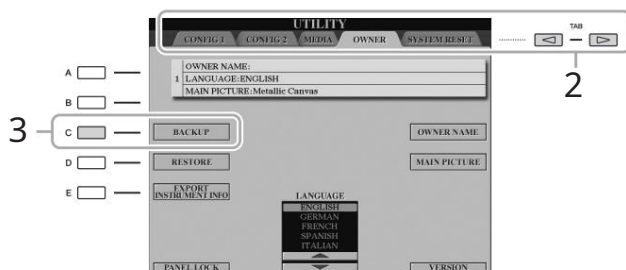 UTILITY
CONFIG 1 CONFIG 2 MEDIA OWNER SYSTEM RESET
TAB
2
OWNER NAME:
1 LANGUAGE:ENGLISH
MAIN PICTURE:Metallic Canvas
A
B
3 C BACKUP OWNER NAME
D RESTORE MAIN PICTURE
E EXPORT
INSTRUMENT INFO
LANGUAGE
ENGLISH
GERMAN
FRENCH
SPANISH
ITALIAN
PANEL LOCK VERSION